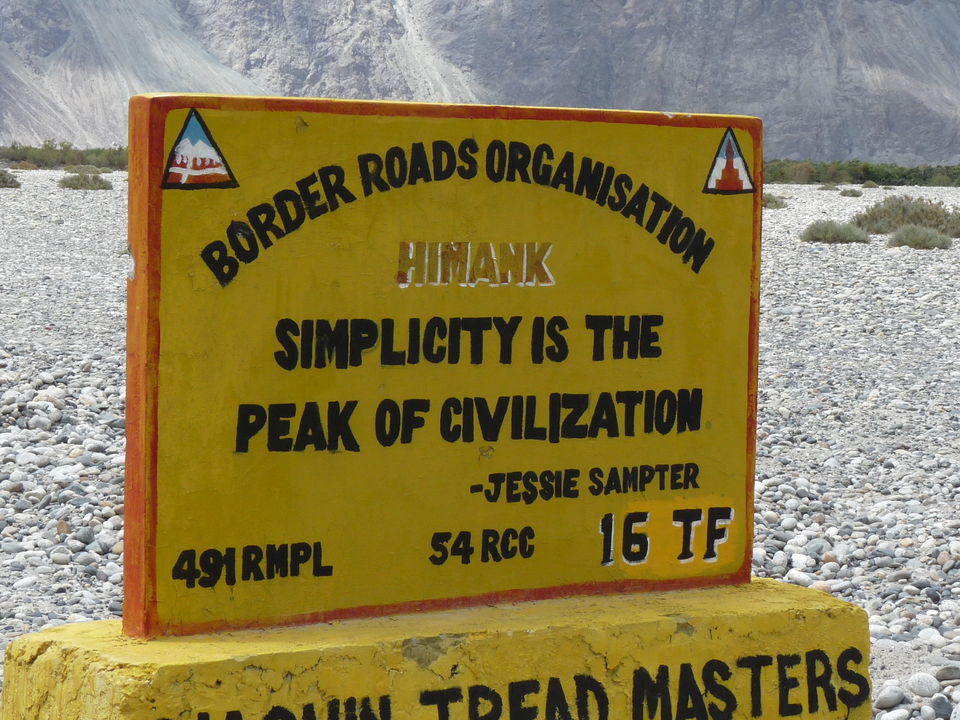 BORDER ROADS ORGANISATION
HIMANK
SIMPLICITY IS THE
PEAK OF CIVILIZATION
-JESSIE SAMPTER
491 RMPL 54 RCC 16 TF
TREAD MASTERS